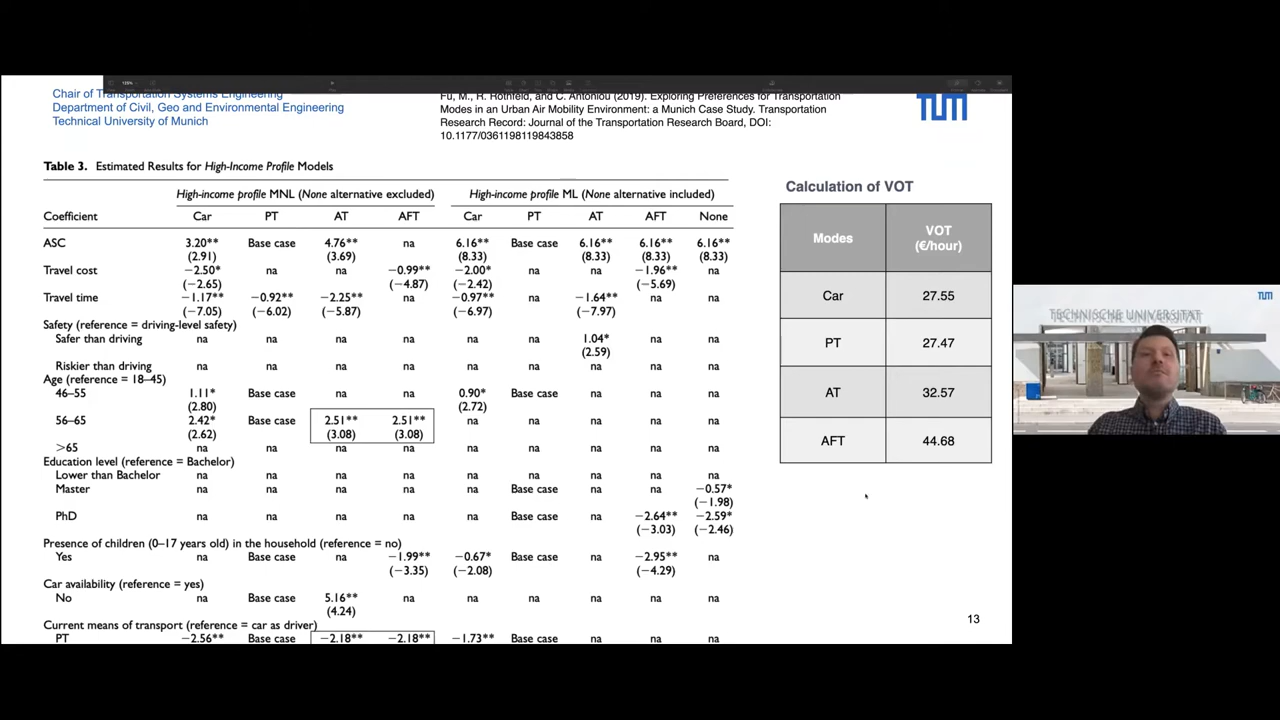 Chair of Transportation Systems Engineering
Department of Civil, Geo and Environmental Engineering
Technical University of Munich
Fu, M., R. Rothfeld, and C. Antoniou (2019). Exploring Preferences for Transportation
Modes in an Urban Air Mobility Environment: a Munich Case Study. Transportation
Research Record: Journal of the Transportation Research Board, DOI:
10.1177/0361198119843858
TUM
Table 3. Estimated Results for High-Income Profile Models
High-income profile MNL (None alternative excluded) High-income profile ML (None alternative included)
Coefficient Car PT AT AFT Car PT AT AFT None
ASC 3.20** Base case 4.76** na 6.16** Base case 6.16** 6.16** 6.16**
(2.91) (3.69) (8.33) (8.33) (8.33) (8.33)
Travel cost −2.50* na na −0.99** −2.00* na na −1.96** na
(−2.65) (−4.87) (−2.42) (−5.69)
Travel time −1.17** −0.92** −2.25** na −0.97** na −1.64** na na
(−7.05) (−6.02) (−5.87) (−6.97) (−7.97)
Safety (reference = driving-level safety)
Safer than driving na na na na na na 1.04* na na
(2.59)
Riskier than driving na na na na na na na na na
Age (reference = 18–45)
46–55 1.11* Base case na na 0.90* Base case na na na
(2.80) (2.72)
56–65 2.42* Base case 2.51** 2.51** na na na na na
(2.62) (3.08) (3.08)
>65 na na na na na na na na na
Education level (reference = Bachelor)
Lower than Bachelor na na na na na na na na na
Master na na na na na Base case na na −0.57*
(−1.98)
PhD na na na na na Base case na −2.64** −2.59*
(−3.03) (−2.46)
Presence of children (0–17 years old) in the household (reference = no)
Yes na Base case na −1.99** −0.67* Base case na −2.95** na
(−3.35) (−2.08) (−4.29)
Car availability (reference = yes)
No na Base case 5.16** na na na na na na
(4.24)
Current means of transport (reference = car as driver)
PT −2.56** Base case −2.18** −2.18** −1.73** Base case na na na
Calculation of VOT
Modes VOT
(€/hour)
Car 27.55
PT 27.47
AT 32.57
AFT 44.68
13
TUM
TECHNISCHE UNIVERSITÄT